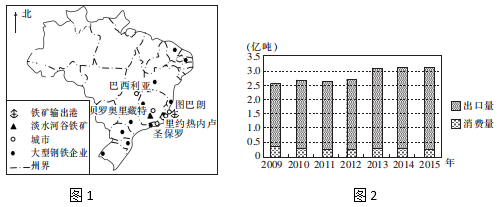 北
巴西利亚
贝罗奥里藏特
图巴朗
里约热内卢
圣保罗
铁矿输出港
淡水河谷铁矿
城市
大型钢铁企业
州界
图1
(亿吨)
3.5
3.0
2.5
2.0
1.5
1.0
0.5
0
2009 2010 2011 2012 2013 2014 2015 年
出口量
消费量
图2